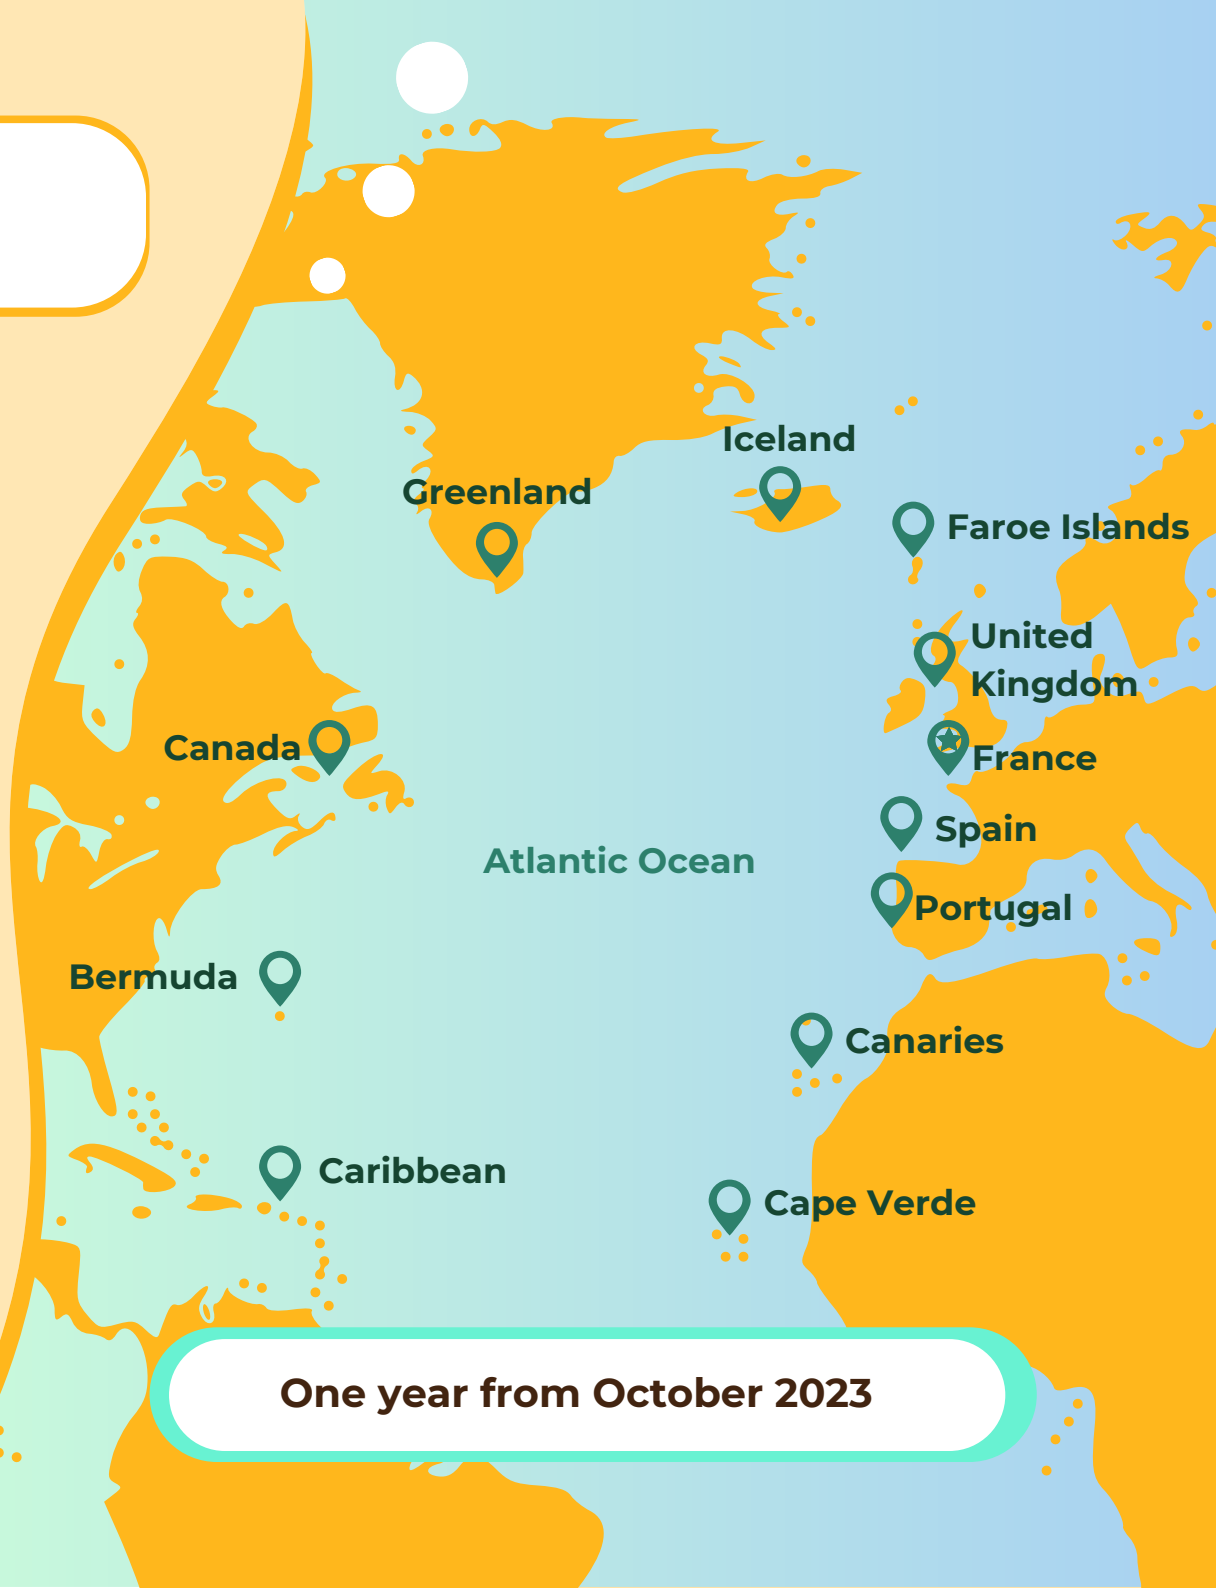 Iceland
Greenland
Faroe Islands
United
Kingdom
Canada
France
Spain
Atlantic Ocean
Portugal
Bermuda
Canaries
Caribbean
Cape Verde
One year from October 2023